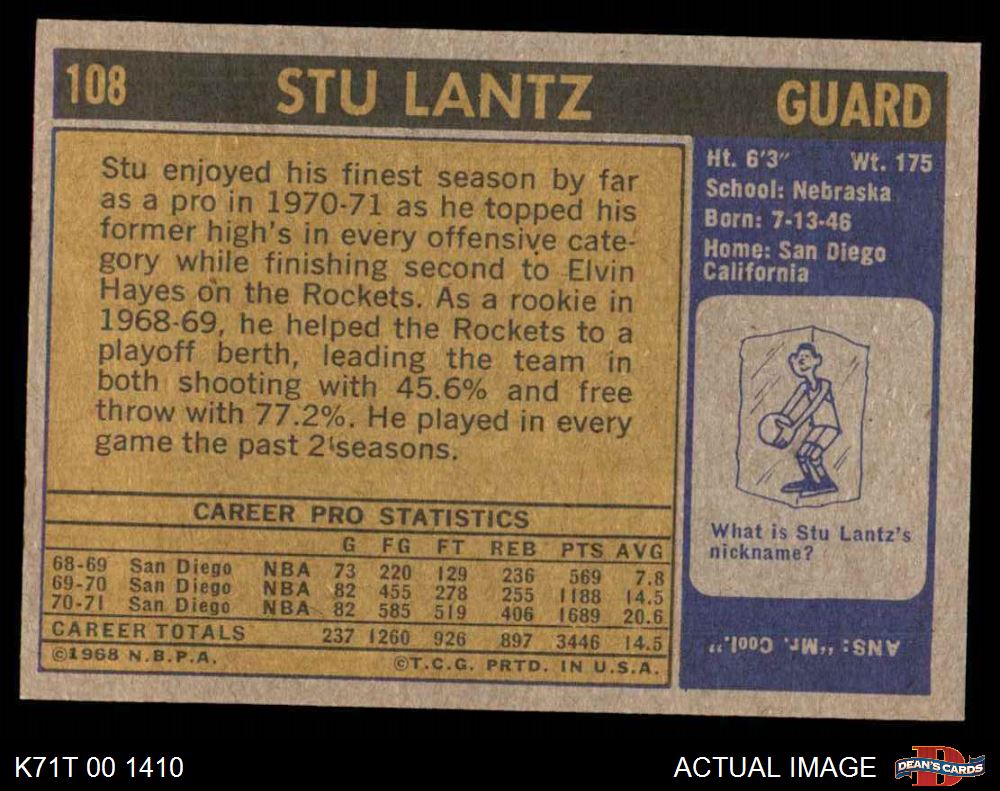 108 STU LANTZ GUARD
Stu enjoyed his finest season by far
as a pro in 1970-71 as he topped his
former high's in every offensive cate-
gory while finishing second to Elvin
Hayes on the Rockets. As a rookie in
1968-69, he helped the Rockets to a
playoff berth, leading the team in
both shooting with 45.6% and free
throw with 77.2%. He played in every
game the past 2 seasons.
CAREER PRO STATISTICS
G FG FT REB PTS AVG
68-69 San Diego NBA 73 220 129 236 569 7.8
69-70 San Diego NBA 82 455 278 255 1188 14.5
70-71 San Diego NBA 82 585 519 406 1689 20.6
CAREER TOTALS 237 1260 926 897 3446 14.5
©1968 N.B.P.A. ©T.C.G. PRTD. IN U.S.A.
Ht. 6'3" Wt. 175
School: Nebraska
Born: 7-13-46
Home: San Diego
California
What is Stu Lantz's
nickname?
ANS: "Mr. Cool."
K71T 00 1410 ACTUAL IMAGE DEAN'S CARDS